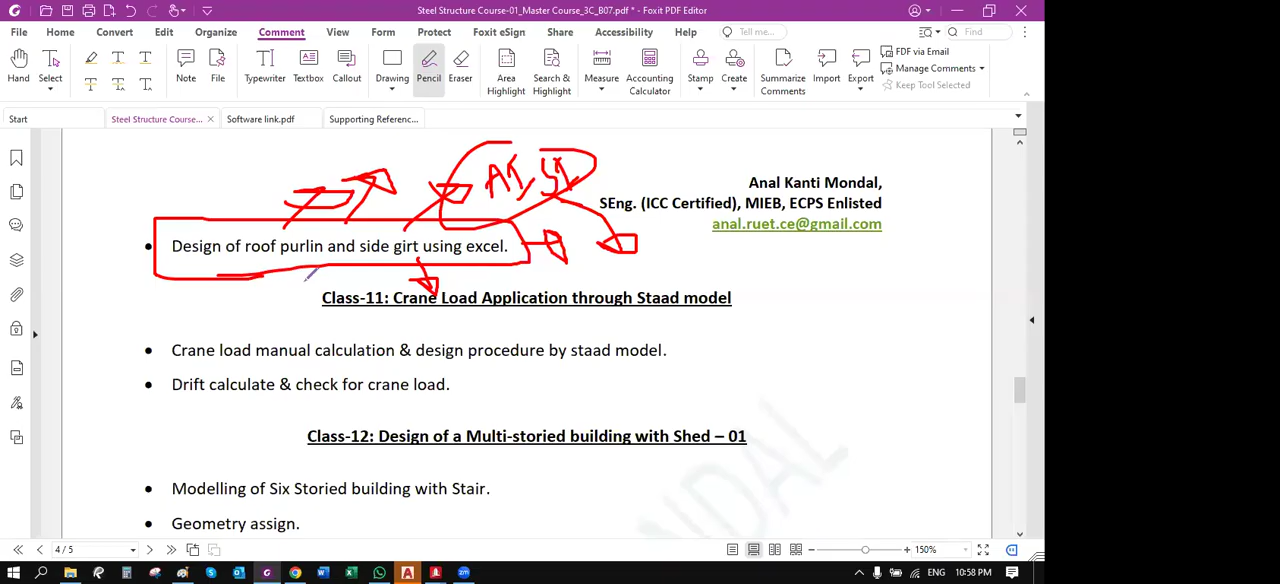 Steel Structure Course-01_Master Course_3C_B07.pdf * - Foxit PDF Editor
File Home Convert Edit Organize Comment View Form Protect Foxit eSign Share Accessibility Help Tell me... Find
Hand Select Note File Typewriter Textbox Callout Drawing Pencil Eraser Area Highlight Search & Highlight Measure Accounting Calculator Stamp Create Summarize Comments Import Export
FDF via Email
Manage Comments
Keep Tool Selected
Start Steel Structure Course... Software link.pdf Supporting Referenc...
Anal Kanti Mondal,
SEng. (ICC Certified), MIEB, ECPS Enlisted
anal.ruet.ce@gmail.com
• Design of roof purlin and side girt using excel.
Class-11: Crane Load Application through Staad model
• Crane load manual calculation & design procedure by staad model.
• Drift calculate & check for crane load.
Class-12: Design of a Multi-storied building with Shed – 01
• Modelling of Six Storied building with Stair.
• Geometry assign.
NDAL
4 / 5
150%
ENG 10:58 PM